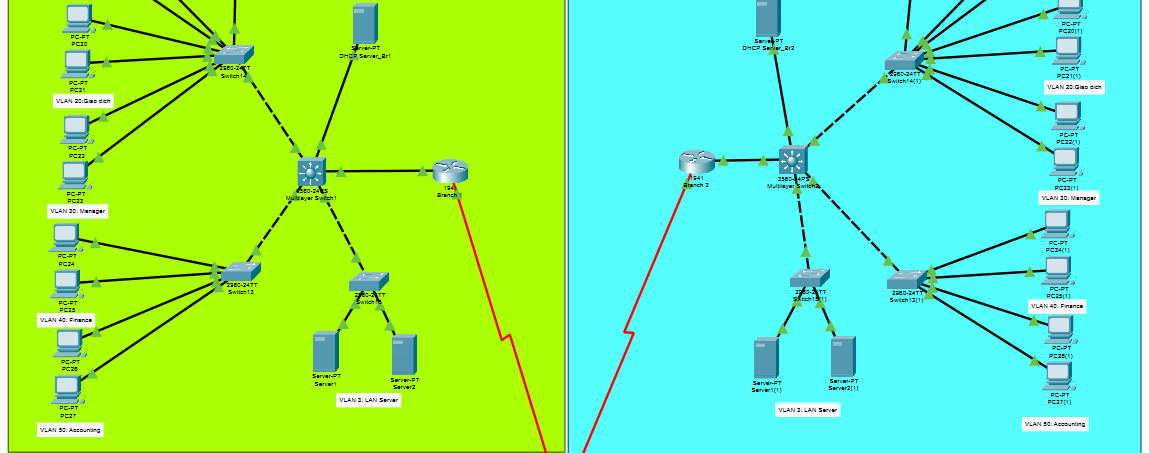 PC-PT
PC20
PC-PT
PC21
VLAN 20:Giao dich
PC-PT
PC22
PC-PT
PC23
VLAN 30: Manager
PC-PT
PC24
PC-PT
PC25
VLAN 40: Finance
PC-PT
PC26
PC-PT
PC27
VLAN 50: Accounting
2960-24TT
Server-PT
DHCP Server_Br1
3560-24PS
Multilayer Switch1
1941
Branch 1
2960-24TT
Switch13
2960-24TT
Server-PT
Server1
Server-PT
Server2
VLAN 3: LAN Server
Server-PT
DHCP Server_Br2
2960-24TT
Switch14(1)
1941
Branch 2
3560-24PS
Multilayer Switch2
2960-24TT
Switch15(1)
2960-24TT
Switch13(1)
Server-PT
Server1(1)
Server-PT
Server2(1)
VLAN 3: LAN Server
PC-PT
PC20(1)
PC-PT
PC21(1)
VLAN 20:Giao dich
PC-PT
PC22(1)
PC-PT
PC23(1)
VLAN 30: Manager
PC-PT
PC24(1)
PC-PT
PC25(1)
VLAN 40: Finance
PC-PT
PC26(1)
PC-PT
PC27(1)
VLAN 50: Accounting